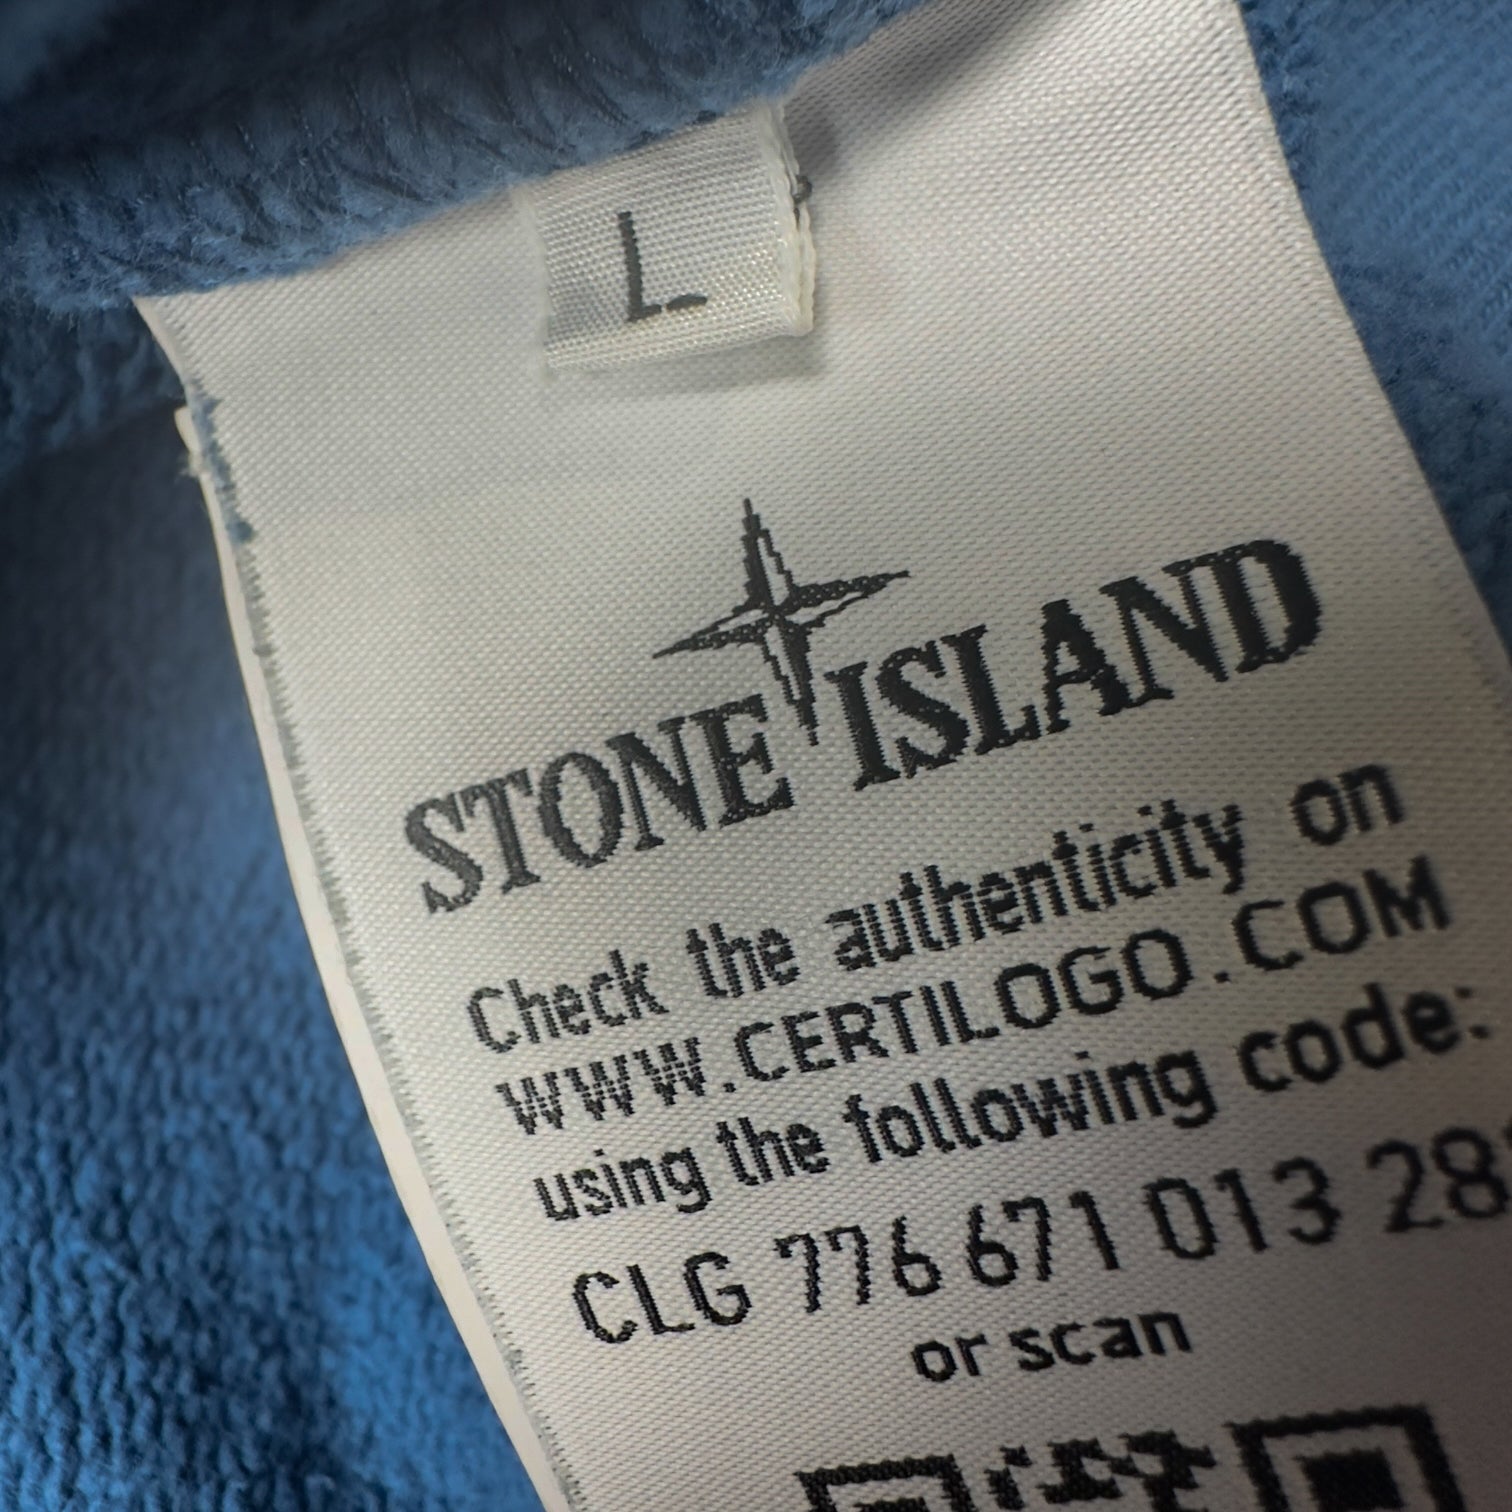 L
STONE ISLAND
Check the authenticity on
WWW.CERTILOGO.COM
using the following code:
CLG 776 671 013 28
or scan